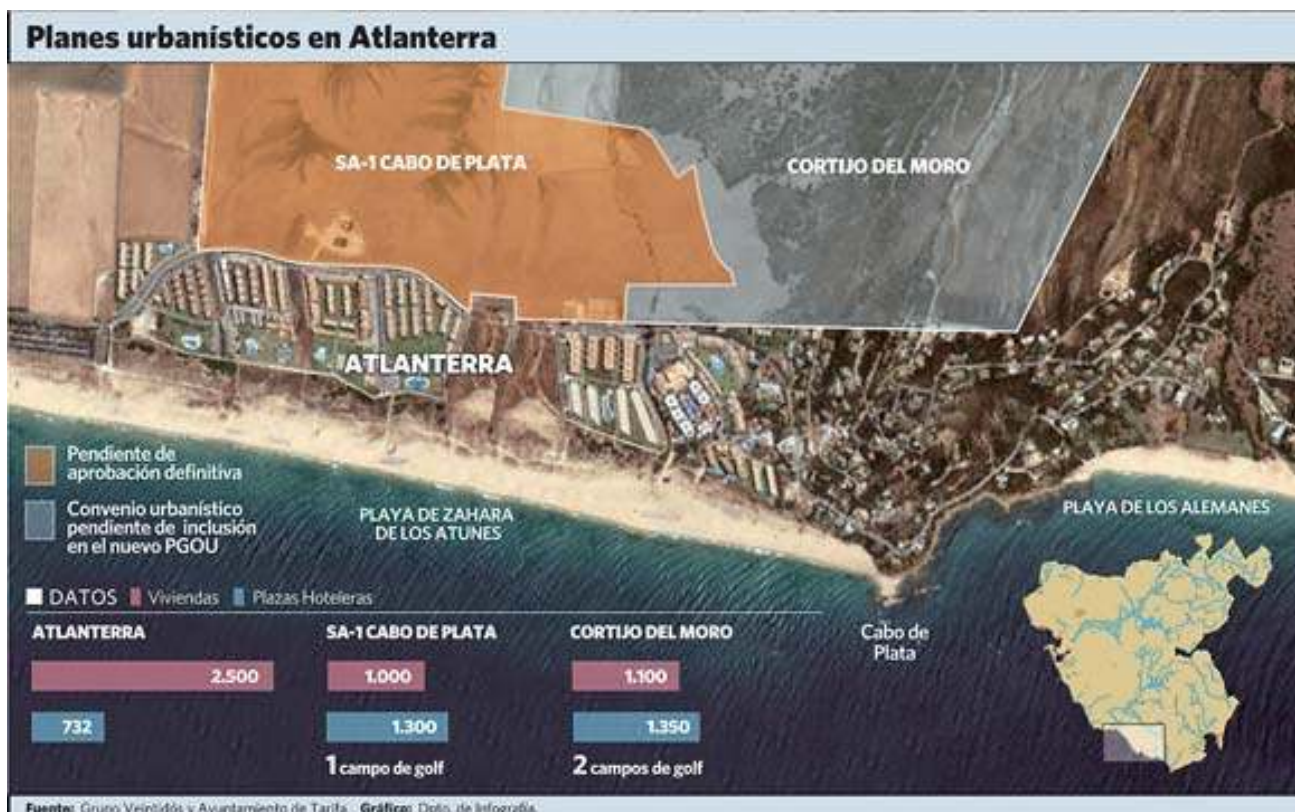 Planes urbanísticos en Atlanterra
SA-1 CABO DE PLATA
CORTIJO DEL MORO
ATLANTERRA
Pendiente de
aprobación definitiva
Convenio urbanístico
pendiente de inclusión
en el nuevo PGOU
PLAYA DE ZAHARA
DE LOS ATUNES
PLAYA DE LOS ALEMANES
Cabo de
Plata
DATOS Viviendas Plazas Hoteleras
ATLANTERRA
2.500
732
SA-1 CABO DE PLATA
1.000
1.300
1 campo de golf
CORTIJO DEL MORO
1.100
1.350
2 campos de golf
Fuente: Grupo Veintidós y Ayuntamiento de Tarifa. Gráfico: Dpto. de Infografía.